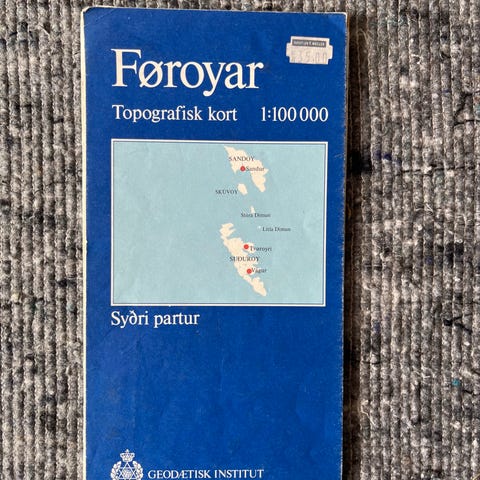 Føroyar
Topografisk kort 1:100 000
SANDOY
Sandur
SKÚVOY
Stóra Dímun
Lítla Dímun
Tvøroyri
SUÐUROY
Vágur
Syðri partur
GEODÆTISK INSTITUT